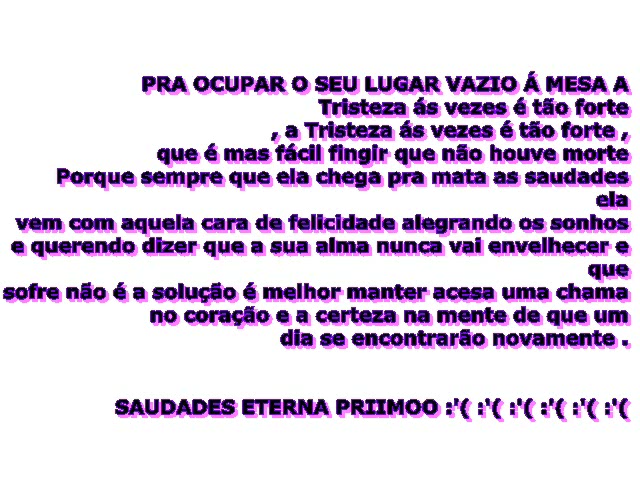 PRA OCUPAR O SEU LUGAR VAZIO Á MESA A
Tristeza ás vezes é tão forte
, a Tristeza ás vezes é tão forte ,
que é mas fácil fingir que não houve morte
Porque sempre que ela chega pra mata as saudades
ela
vem com aquela cara de felicidade alegrando os sonhos
e querendo dizer que a sua alma nunca vai envelhecer e
que
sofre não é a solução é melhor manter acesa uma chama
no coração e a certeza na mente de que um
dia se encontrarão novamente .
SAUDADES ETERNA PRIIMOO :'( :'( :'( :'( :'( :'(